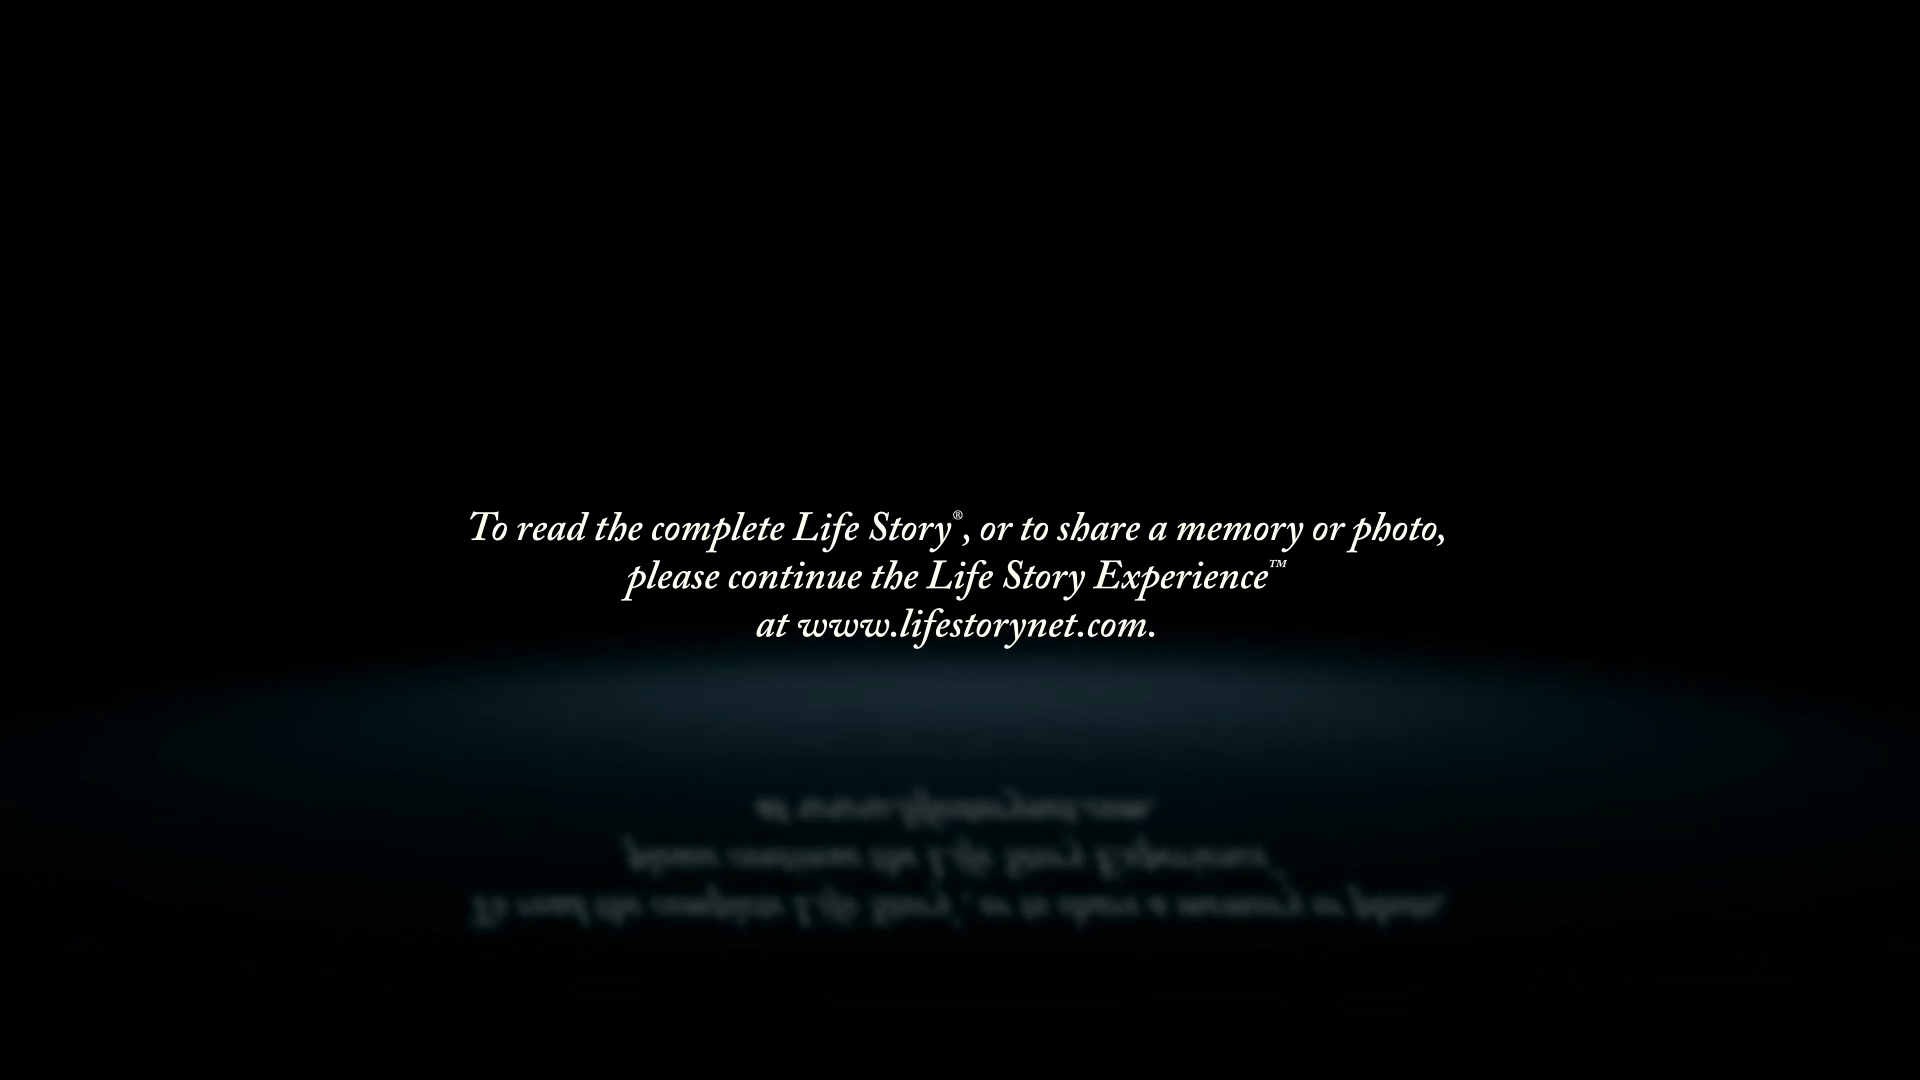 To read the complete Life Story®, or to share a memory or photo,
please continue the Life Story Experience™
at www.lifestorynet.com.